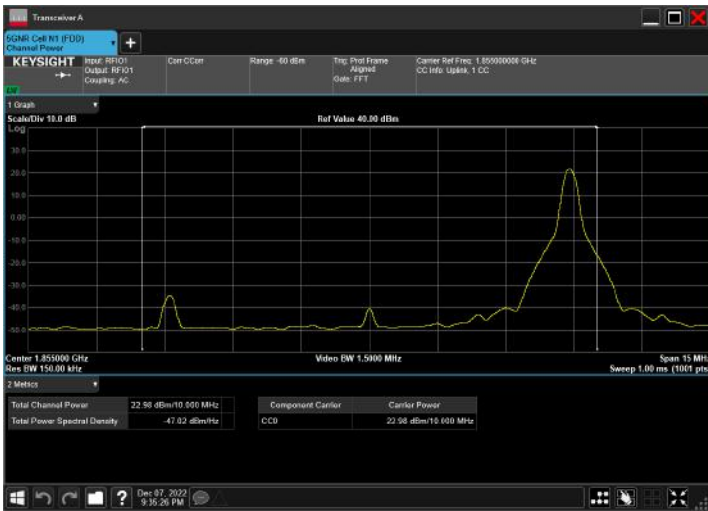 Transceiver A
5GNR Cell N1 (FDD)
Channel Power
KEYSIGHT
Input: RFIO1
Output: RFIO1
Coupling: AC
Corr CCorr
Range: -60 dBm
Trig: Prot Frame
Aligned
Gate: FFT
Carrier Ref Freq: 1.855000000 GHz
CC Info: Uplink, 1 CC
1 Graph
Scale/Div 10.0 dB
Ref Value 40.00 dBm
Log
30.0
20.0
10.0
0.00
-10.0
-20.0
-30.0
-40.0
-50.0
Center 1.855000 GHz
Video BW 1.5000 MHz
Span 15 MH
Res BW 150.00 kHz
Sweep 1.00 ms (1001 pts
2 Metrics
Total Channel Power 22.98 dBm/10.000 MHz
Total Power Spectral Density -47.02 dBm/Hz
Component Carrier Carrier Power
CC0 22.98 dBm/10.000 MHz
Dec 07, 2022
9:35:26 PM